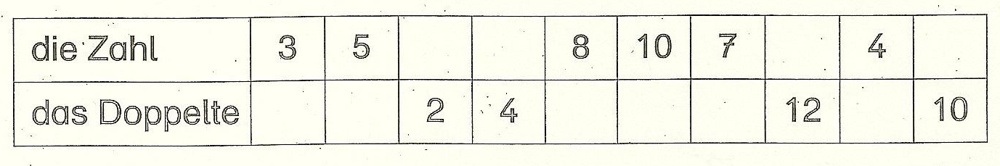 die Zahl 3 5 8 10 7 4
das Doppelte 2 4 12 10